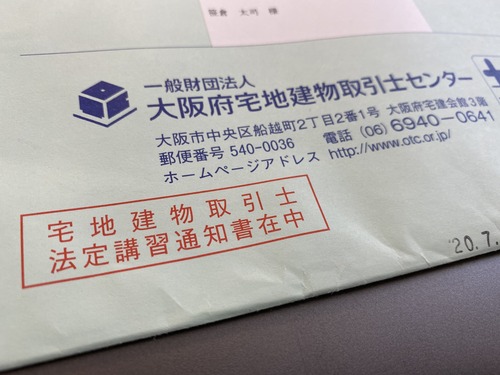 様
一般財団法人
大阪府宅地建物取引士センター
大阪市中央区船越町2丁目2番1号 大阪府宅建会館3階
郵便番号 540-0036 電話 (06) 6940-0641
ホームページアドレス http://www.otc.or.jp/
宅地建物取引士
法定講習通知書在中
'20.7.